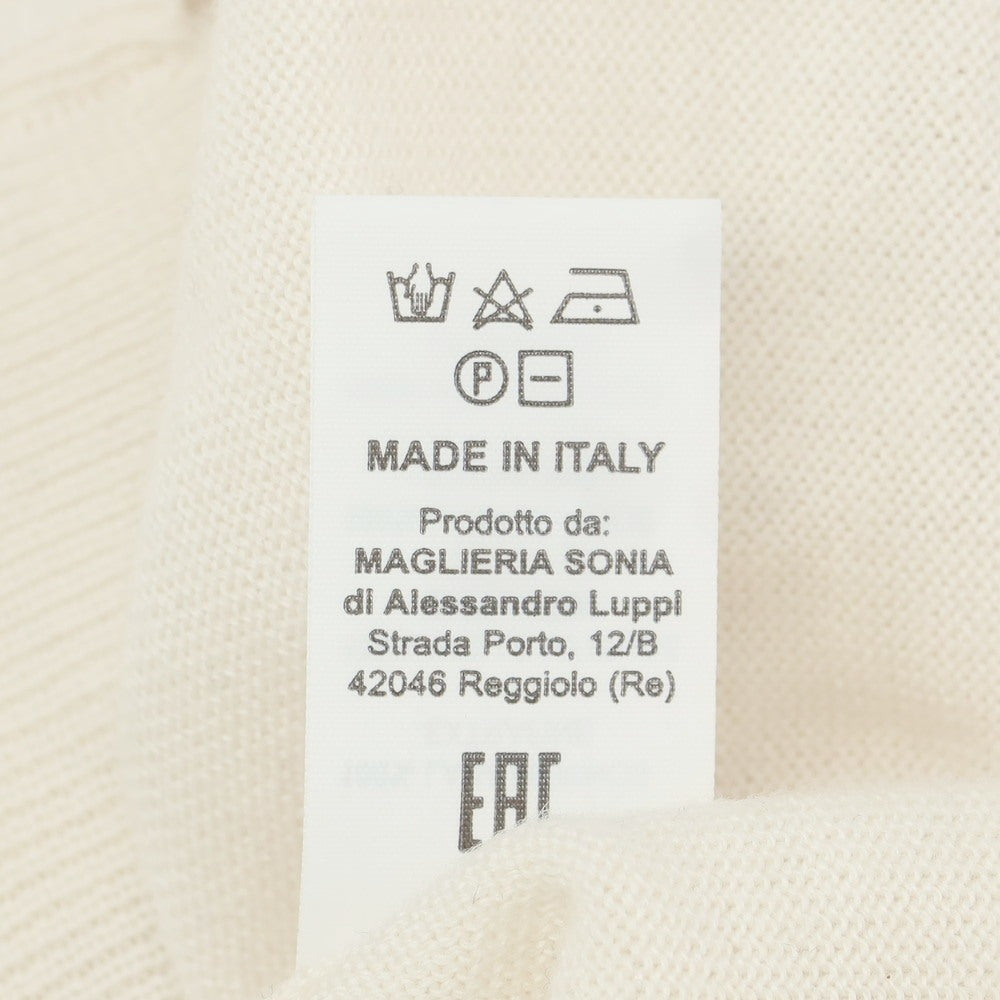 P
MADE IN ITALY
Prodotto da:
MAGLIERIA SONIA
di Alessandro Luppi
Strada Porto, 12/B
42046 Reggiolo (Re)
EAC